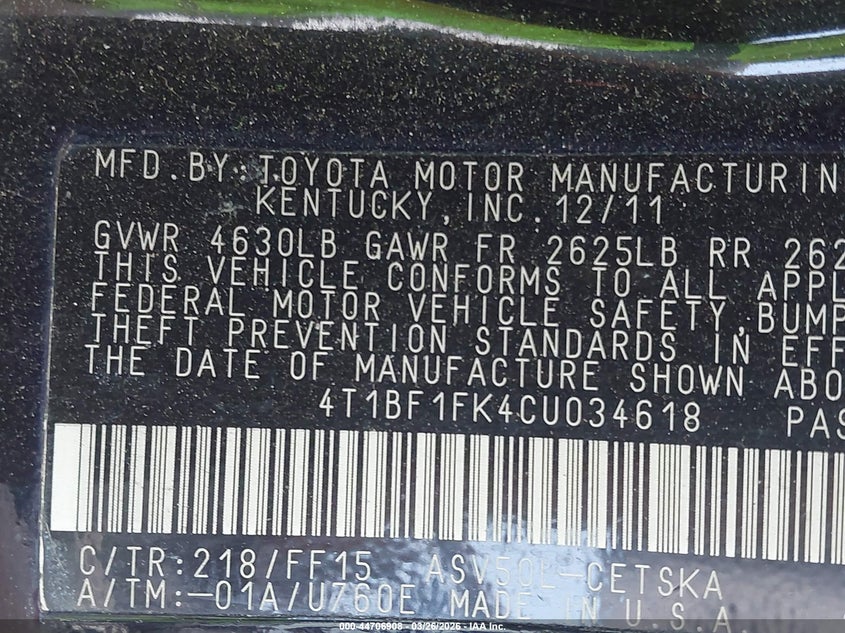 MFD.BY:TOYOTA MOTOR MANUFACTURIN
KENTUCKY,INC.12/11
GVWR 4630LB GAWR FR 2625LB RR 262
THIS VEHICLE CONFORMS TO ALL APPL
FEDERAL MOTOR VEHICLE SAFETY,BUMP
THEFT PREVENTION STANDARDS IN EFF
THE DATE OF MANUFACTURE SHOWN ABO
4T1BF1FK4CU034618 PAS
C/TR:218/FF15 ASV50L-CETSKA
A/TM:-01A/U760E MADE IN U.S.A
000-44706908 - 03/26/2026 - IAA Inc.